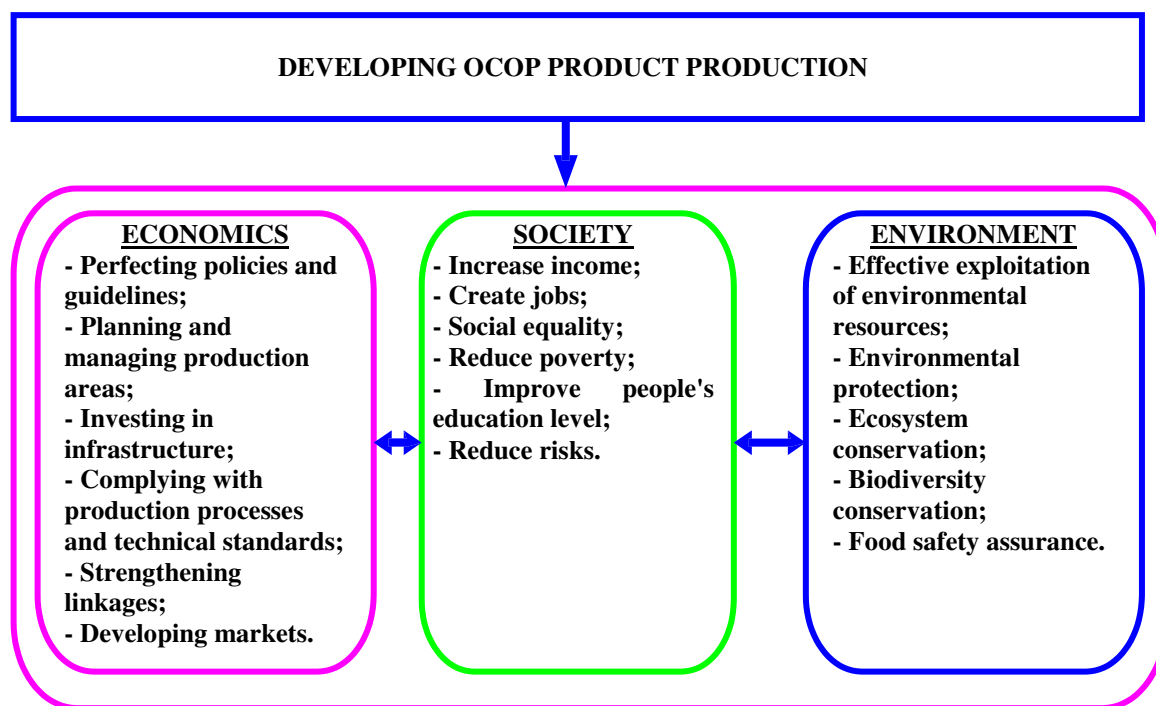 DEVELOPING OCOP PRODUCT PRODUCTION
ECONOMICS
- Perfecting policies and
guidelines;
- Planning and
managing production
areas;
- Investing in
infrastructure;
- Complying with
production processes
and technical standards;
- Strengthening
linkages;
- Developing markets.
SOCIETY
- Increase income;
- Create jobs;
- Social equality;
- Reduce poverty;
- Improve people's
education level;
- Reduce risks.
ENVIRONMENT
- Effective exploitation
of environmental
resources;
- Environmental
protection;
- Ecosystem
conservation;
- Biodiversity
conservation;
- Food safety assurance.